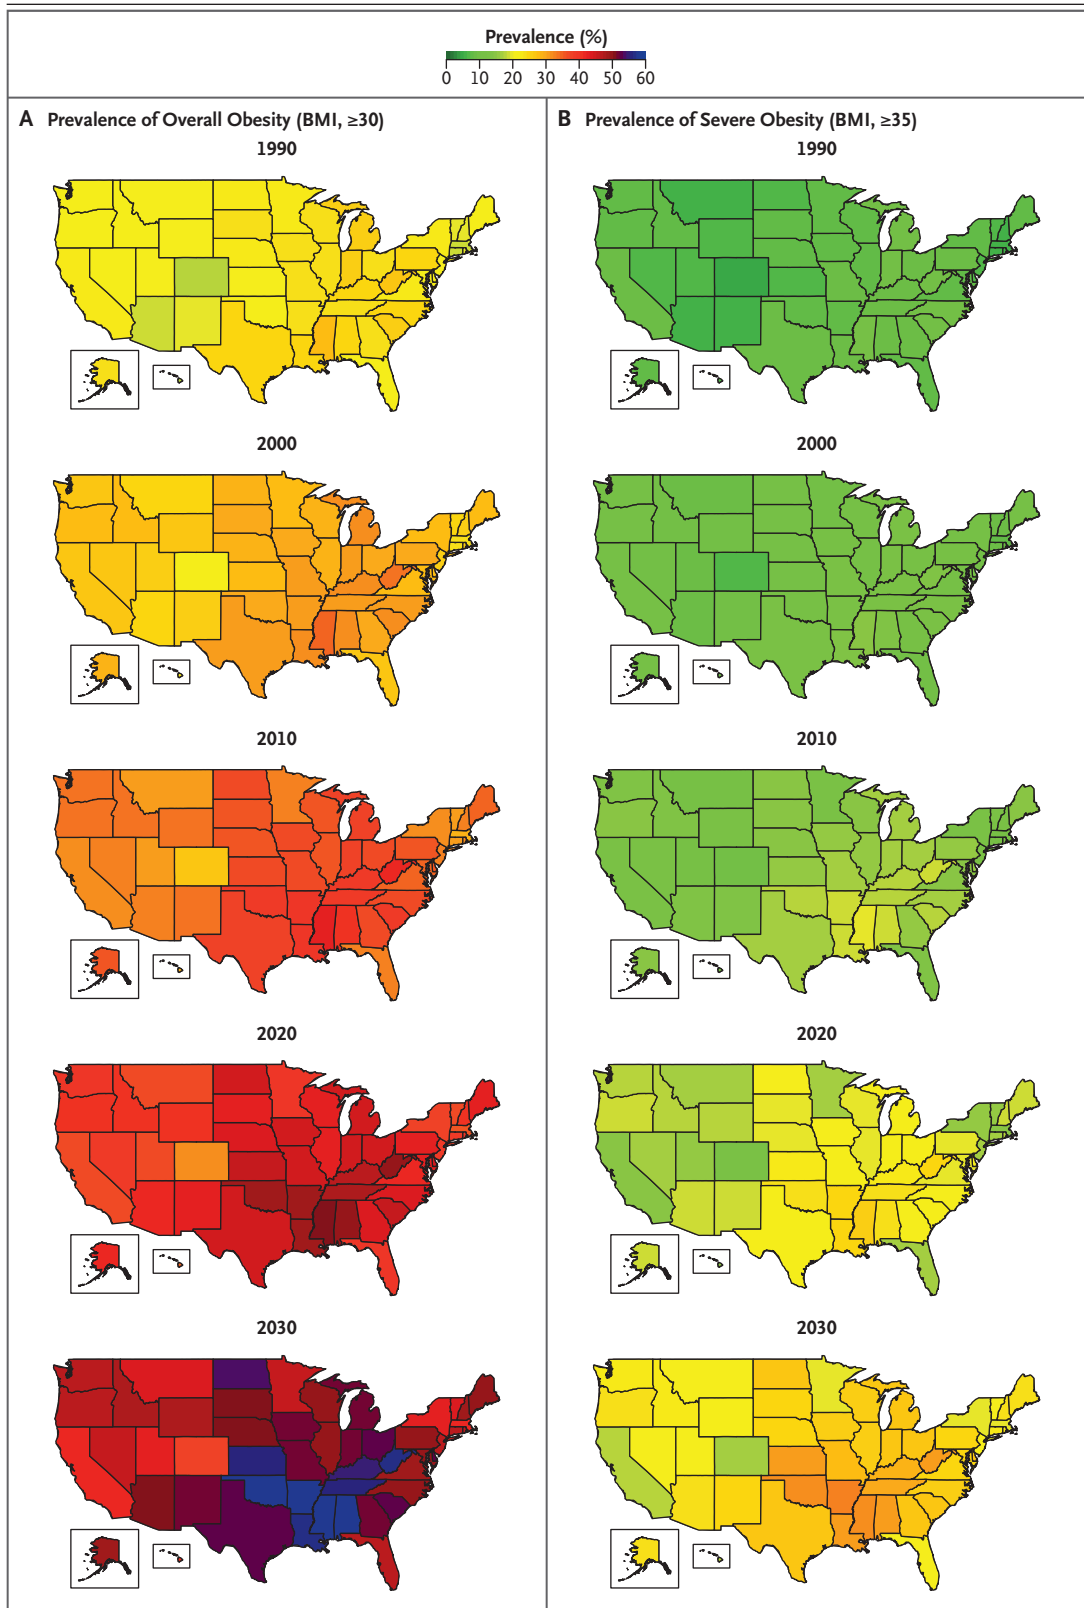 Prevalence (%)
0 10 20 30 40 50 60
A Prevalence of Overall Obesity (BMI, ≥30)
1990
2000
2010
2020
2030
B Prevalence of Severe Obesity (BMI, ≥35)
1990
2000
2010
2020
2030